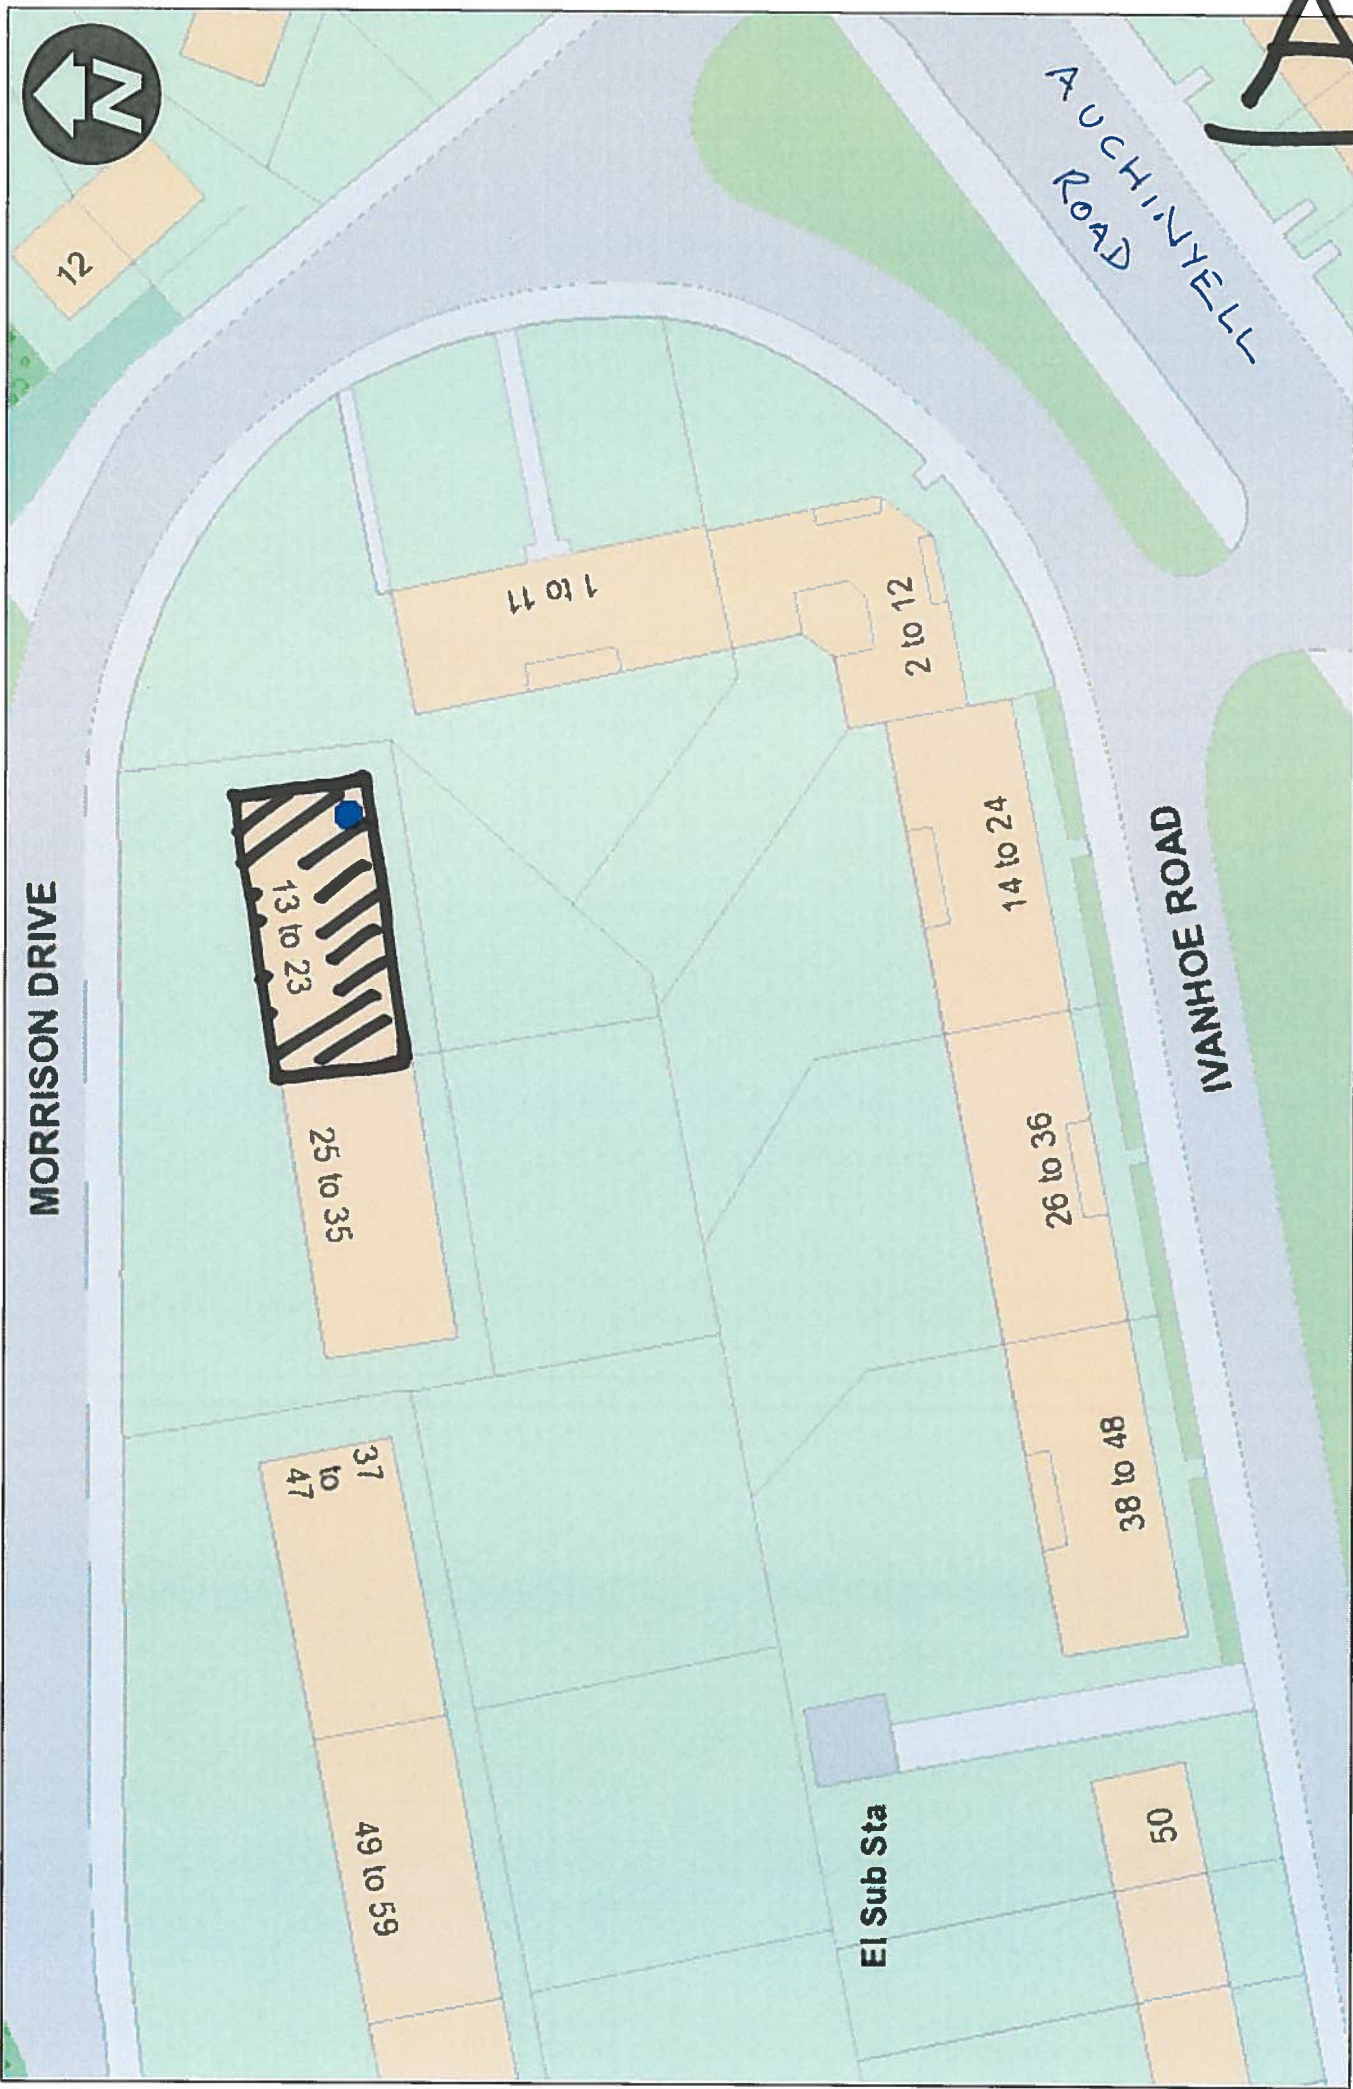 N
A
12
AUCHINYELL
ROAD
MORRISON DRIVE
1 to 11
2 to 12
13 to 23
14 to 24
IVANHOE ROAD
25 to 35
26 to 36
37
to
47
38 to 48
49 to 59
El Sub Sta
50